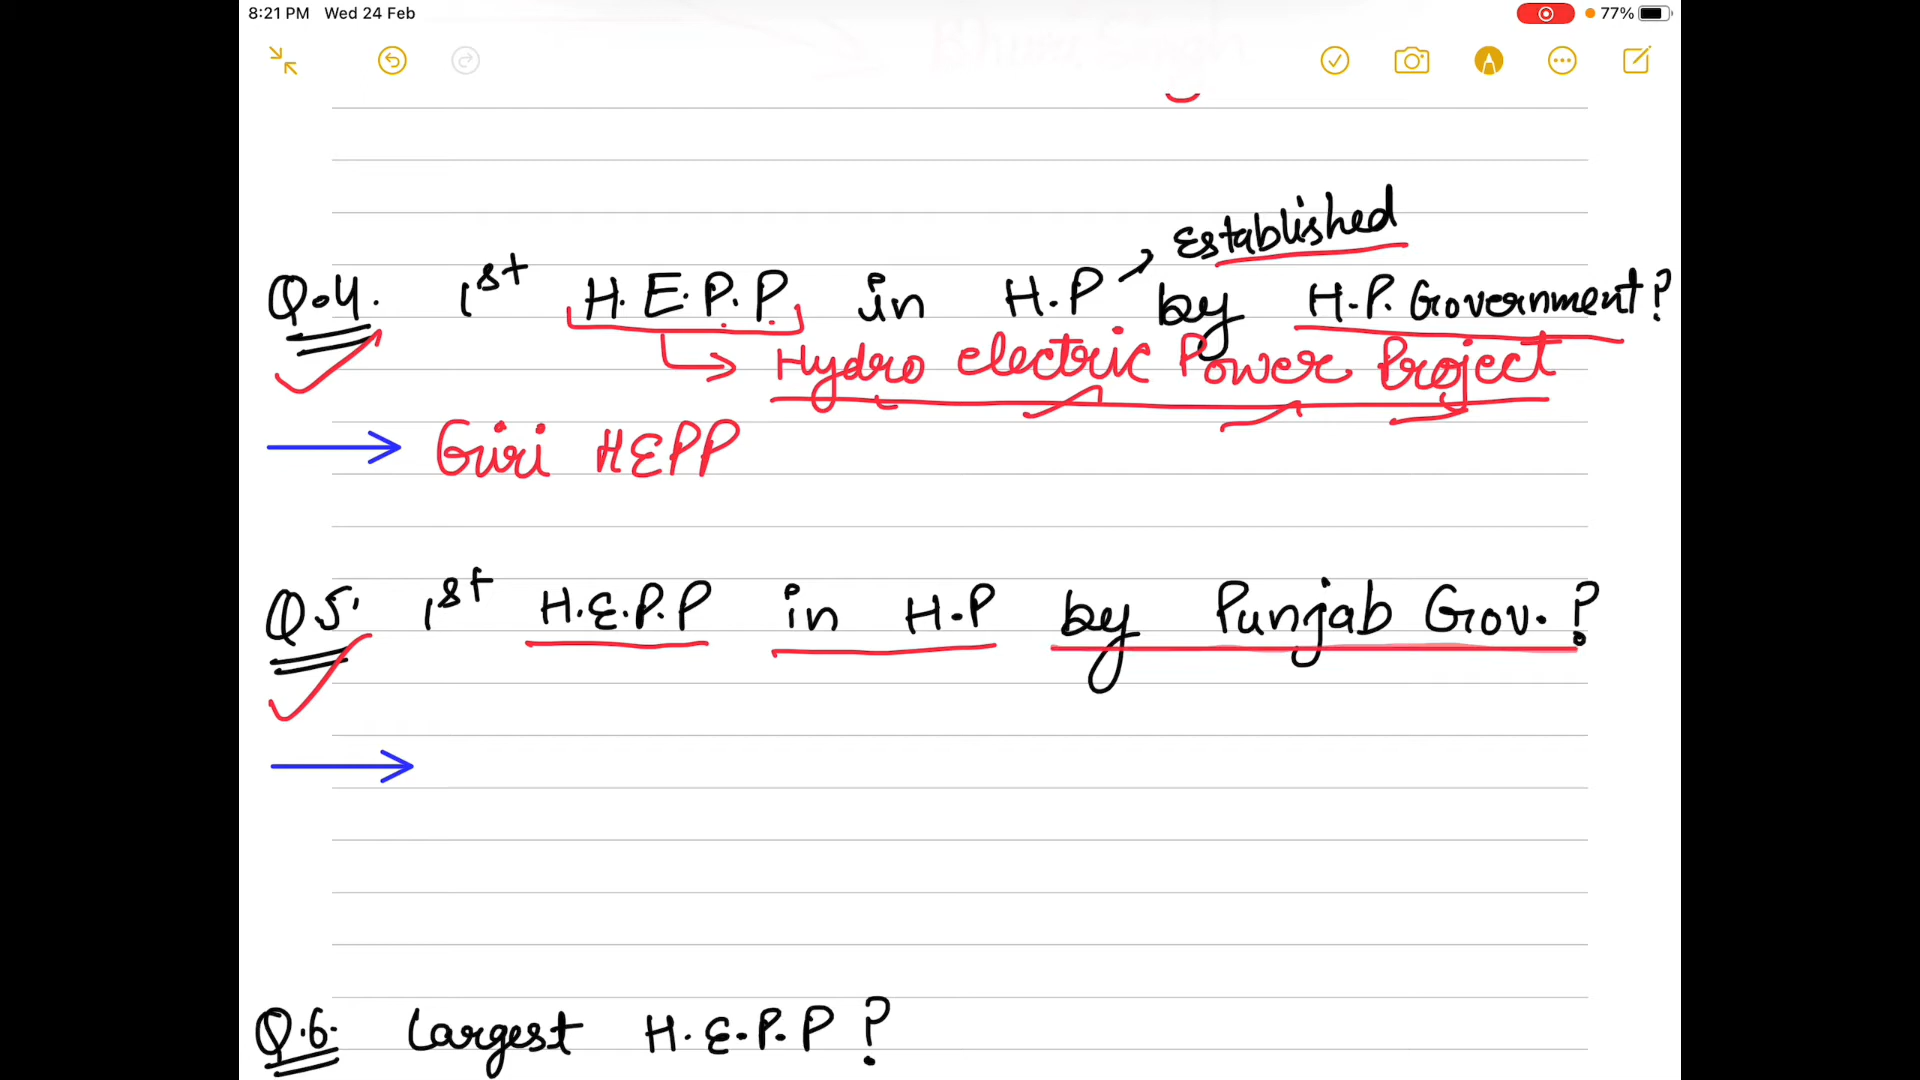 8:21 PM Wed 24 Feb
77%
Established
Q.4. 1st H.E.P.P. in H.P by H.P. Government?
Hydro electric Power Project
Giri HEPP
Q5. 1st H.E.P.P in H.P by Punjab Gov.?
Q.6. Largest H.E.P.P?